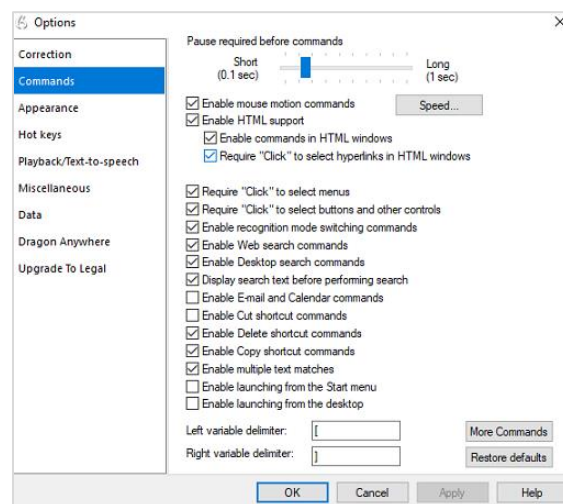 Options
Correction
Commands
Appearance
Hot keys
Playback/Text-to-speech
Miscellaneous
Data
Dragon Anywhere
Upgrade To Legal
Pause required before commands
Short Long
(0.1 sec) (1 sec)
Enable mouse motion commands Speed...
Enable HTML support
Enable commands in HTML windows
Require "Click" to select hyperlinks in HTML windows
Require "Click" to select menus
Require "Click" to select buttons and other controls
Enable recognition mode switching commands
Enable Web search commands
Enable Desktop search commands
Display search text before performing search
Enable E-mail and Calendar commands
Enable Cut shortcut commands
Enable Delete shortcut commands
Enable Copy shortcut commands
Enable multiple text matches
Enable launching from the Start menu
Enable launching from the desktop
Left variable delimiter: [ More Commands
Right variable delimiter: ] Restore defaults
OK Cancel Apply Help